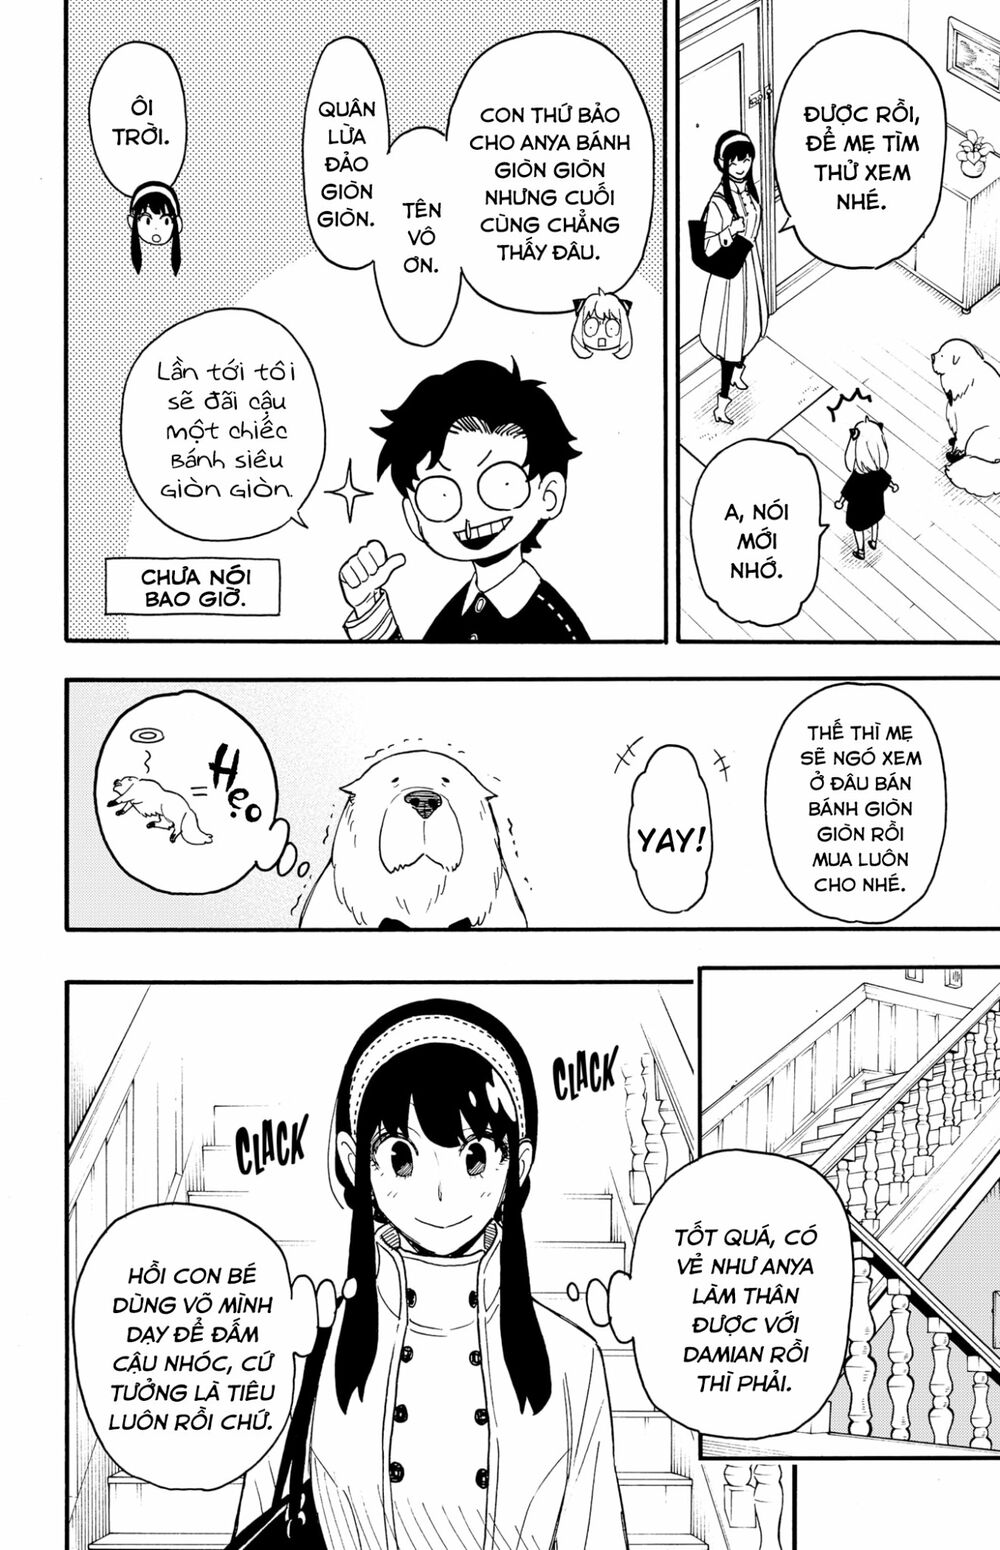 ĐƯỢC RỒI,
ĐỂ MẸ TÌM
THỬ XEM
NHÉ.
A, NÓI
MỚI
NHỚ.
CON THỨ BẢO
CHO ANYA BÁNH
GIÒN GIÒN
NHƯNG CUỐI
CÙNG CHẲNG
THẤY ĐÂU.
TÊN
VÔ
ƠN.
QUÂN
LỪA
ĐẢO
GIÒN
GIÒN.
ÔI
TRỜI.
Lần tới tôi
sẽ đãi cậu
một chiếc
bánh siêu
giòn giòn.
CHƯA NÓI
BAO GIỜ.
THẾ THÌ MẸ
SẼ NGÓ XEM
Ở ĐÂU BÁN
BÁNH GIÒN
GIÒN RỒI
MUA LUÔN
CHO NHÉ.
YAY!
Hẹo
TỐT QUÁ, CÓ
VẺ NHƯ ANYA
LÀM THÂN
ĐƯỢC VỚI
DAMIAN RỒI
THÌ PHẢI.
CLACK
CLACK
HỒI CON BÉ
DÙNG VÕ MÌNH
DẠY ĐỂ ĐẤM
CẬU NHÓC, CỨ
TƯỞNG LÀ TIÊU
LUÔN RỒI CHỨ.